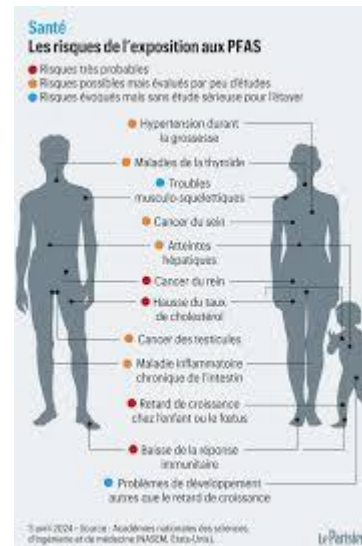 Santé
Les risques de l'exposition aux PFAS
Risques très probables
Risques possibles mais évalués par peu d'études
Risques évoqués mais sans étude sérieuse pour l'étayer
Hypertension durant
la grossesse
Maladies de la thyroïde
Troubles
musculo-squelettiques
Cancer du sein
Atteintes
hépatiques
Cancer du rein
Hausse du taux
de cholestérol
Cancer des testicules
Maladie inflammatoire
chronique de l'intestin
Retard de croissance
chez l'enfant ou le fœtus
Baisse de la réponse
immunitaire
Problèmes de développement
autres que le retard de croissance
3 avril 2024 - Source : Académies nationales des sciences,
d'ingénierie et de médecine (NASEM, États-Unis).
Le Parisien